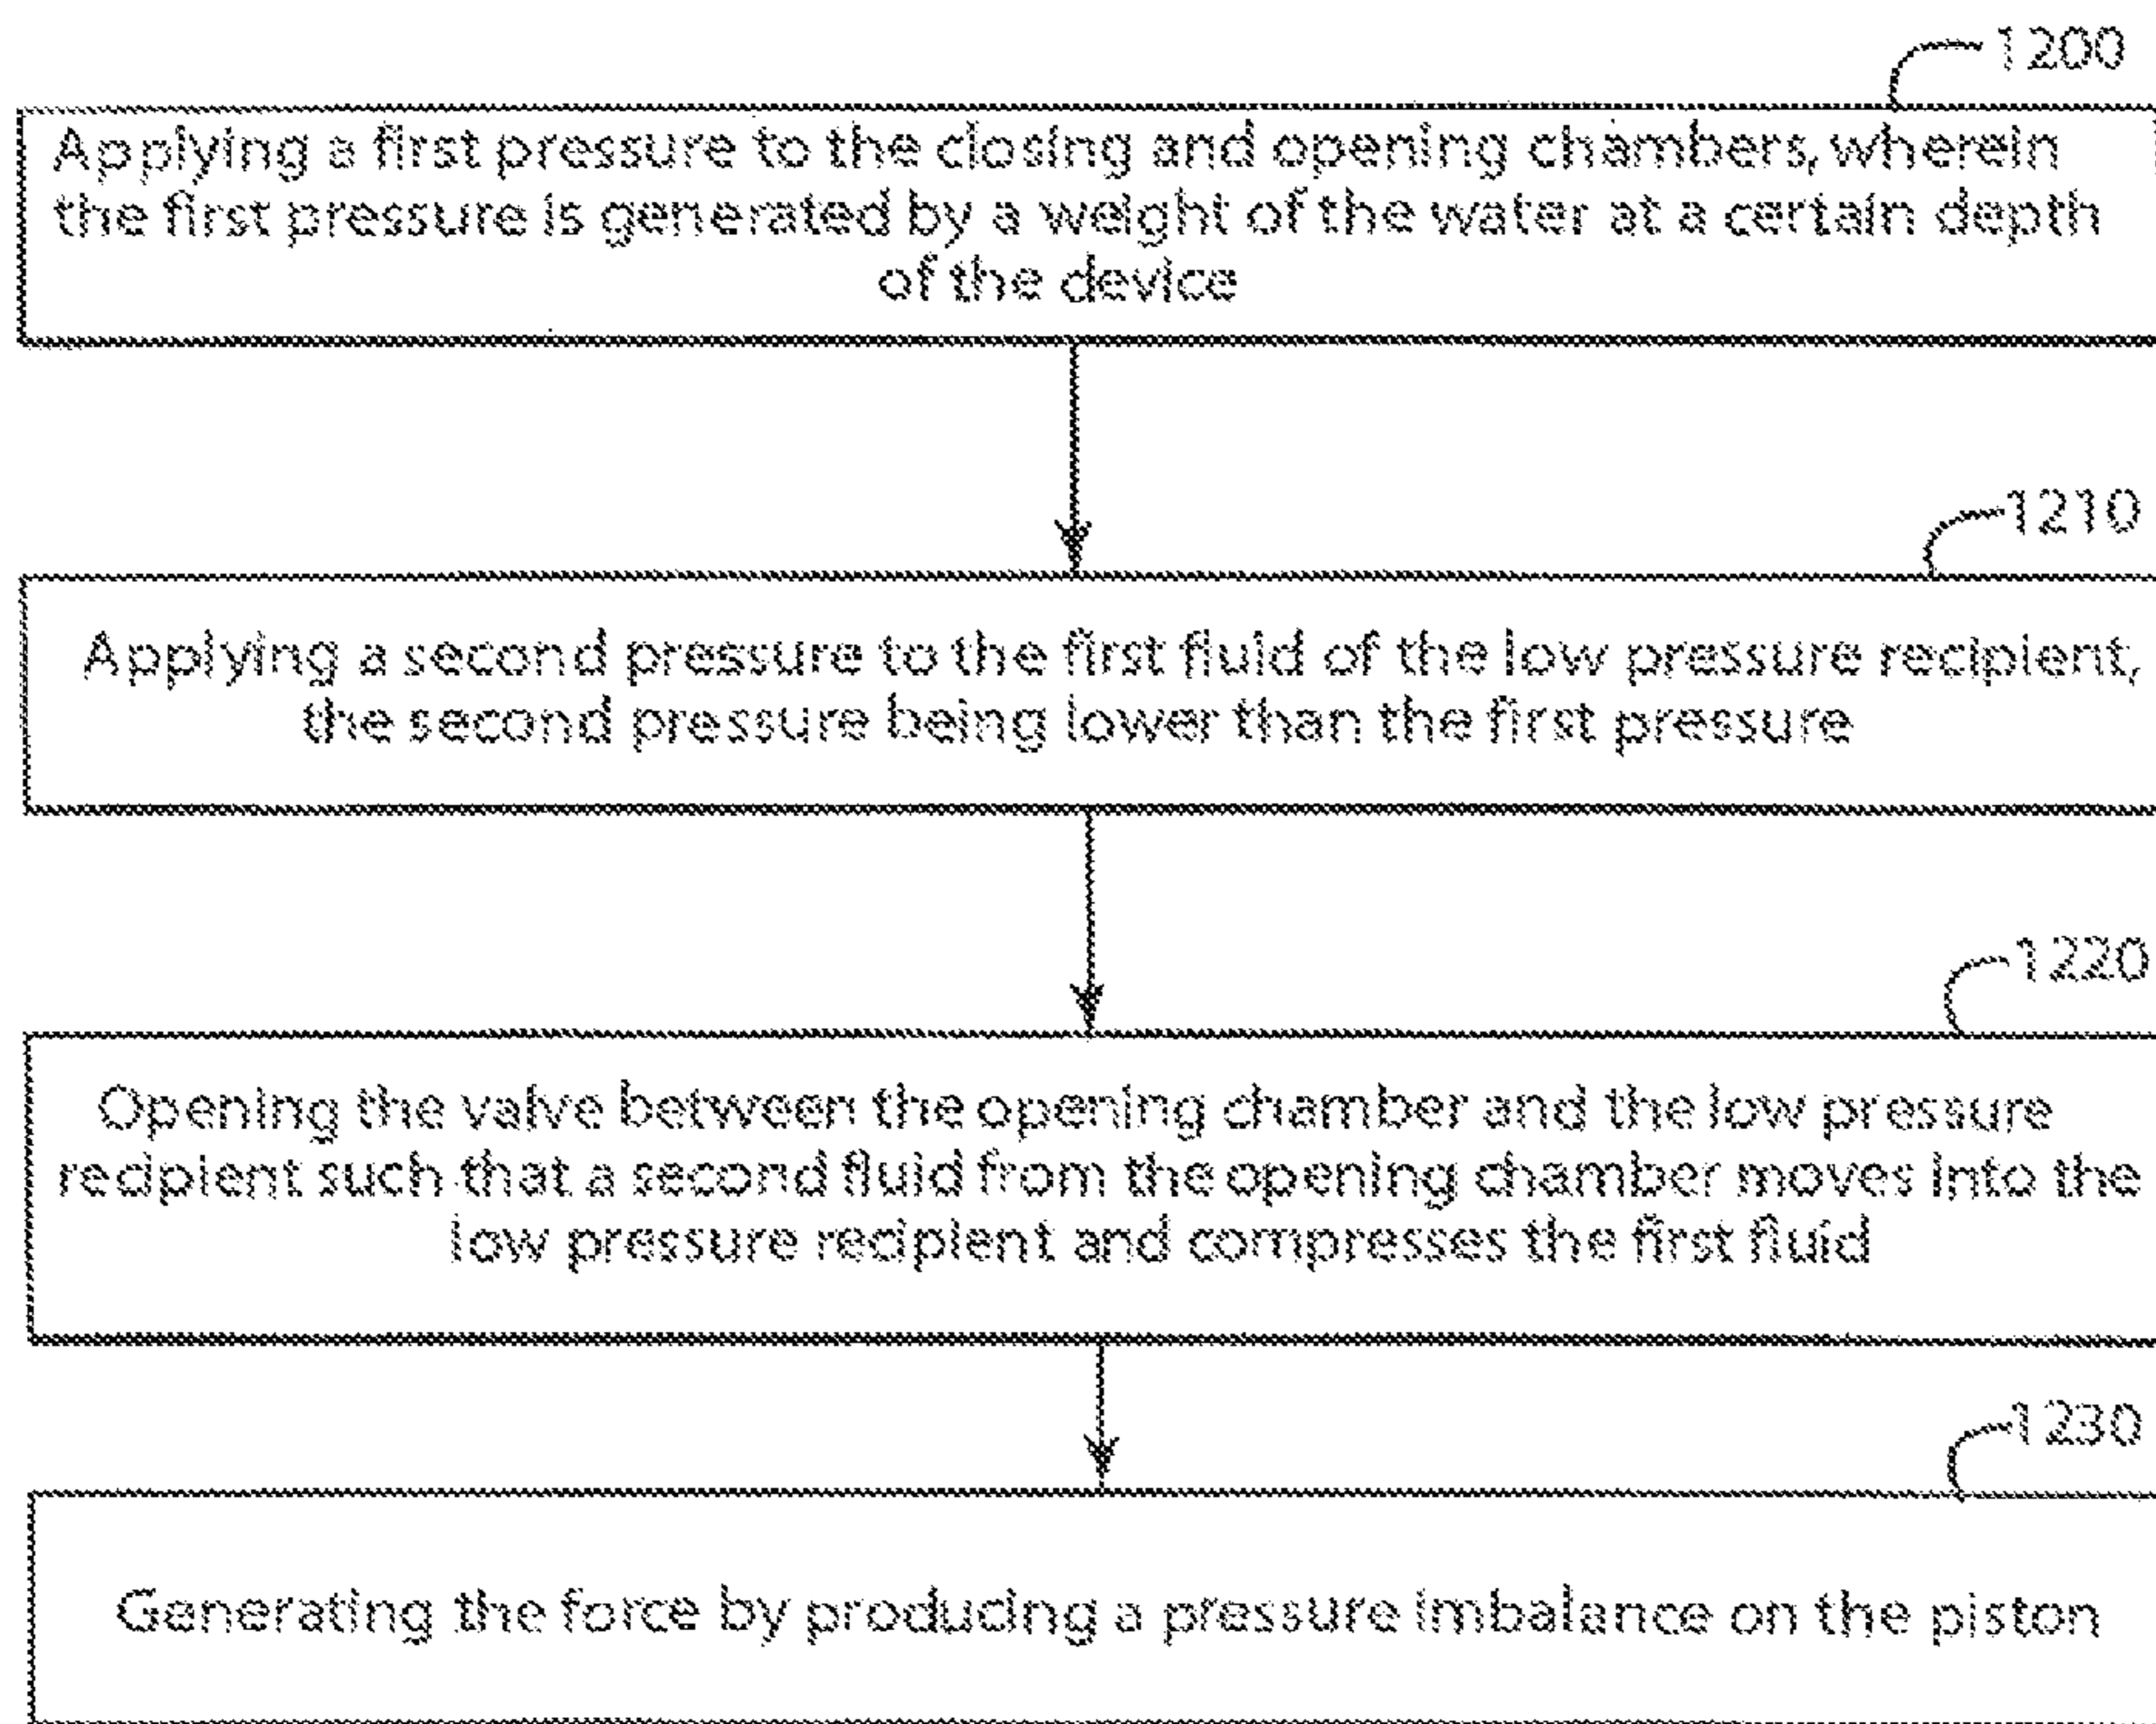 1200
Applying a first pressure to the closing and opening chambers, wherein
the first pressure is generated by a weight of the water at a certain depth
of the device
1210
Applying a second pressure to the first fluid of the low pressure recipient,
the second pressure being lower than the first pressure
1220
Opening the valve between the opening chamber and the low pressure
recipient such that a second fluid from the opening chamber moves into the
low pressure recipient and compresses the first fluid
1230
Generating the force by producing a pressure imbalance on the piston